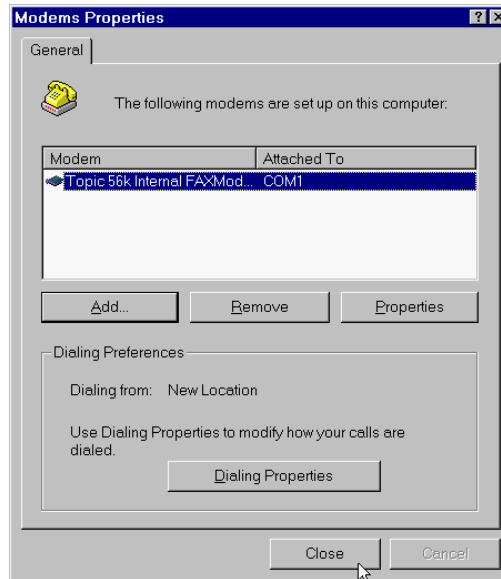 Modems Properties
General
The following modems are set up on this computer:
Modem Attached To
Topic 56k Internal FAXMod... COM1
Add... Remove Properties
Dialing Preferences
Dialing from: New Location
Use Dialing Properties to modify how your calls are
dialed.
Dialing Properties
Close Cancel